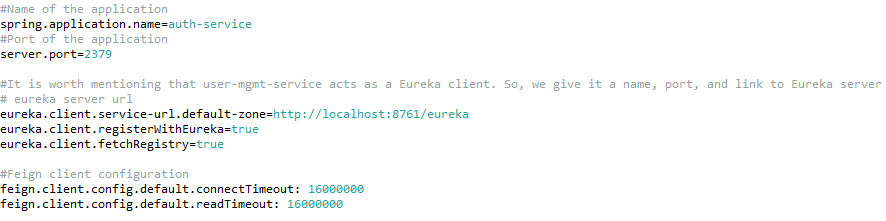 #Name of the application
spring.application.name=auth-service
#Port of the application
server.port=2379
#It is worth mentioning that user-mgmt-service acts as a Eureka client. So, we give it a name, port, and link to Eureka server
# eureka server url
eureka.client.service-url.default-zone=http://localhost:8761/eureka
eureka.client.registerWithEureka=true
eureka.client.fetchRegistry=true
#Feign client configuration
feign.client.config.default.connectTimeout: 16000000
feign.client.config.default.readTimeout: 16000000